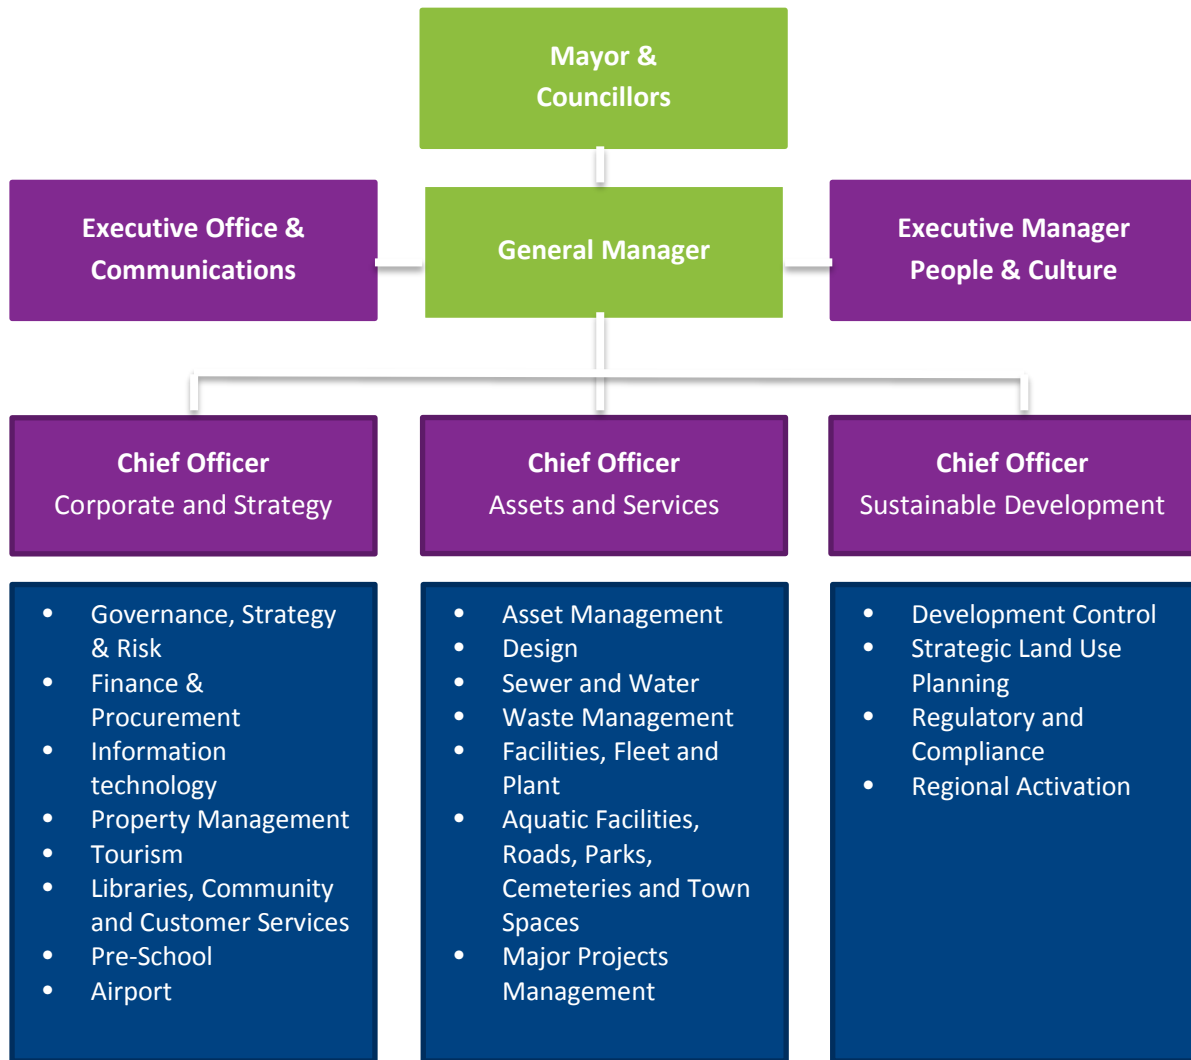 Mayor &
Councillors
Executive Office &
Communications
General Manager
Executive Manager
People & Culture
Chief Officer
Corporate and Strategy
Chief Officer
Assets and Services
Chief Officer
Sustainable Development
• Governance, Strategy
& Risk
• Finance &
Procurement
• Information
technology
• Property Management
• Tourism
• Libraries, Community
and Customer Services
• Pre-School
• Airport
• Asset Management
• Design
• Sewer and Water
• Waste Management
• Facilities, Fleet and
Plant
• Aquatic Facilities,
Roads, Parks,
Cemeteries and Town
Spaces
• Major Projects
Management
• Development Control
• Strategic Land Use
Planning
• Regulatory and
Compliance
• Regional Activation